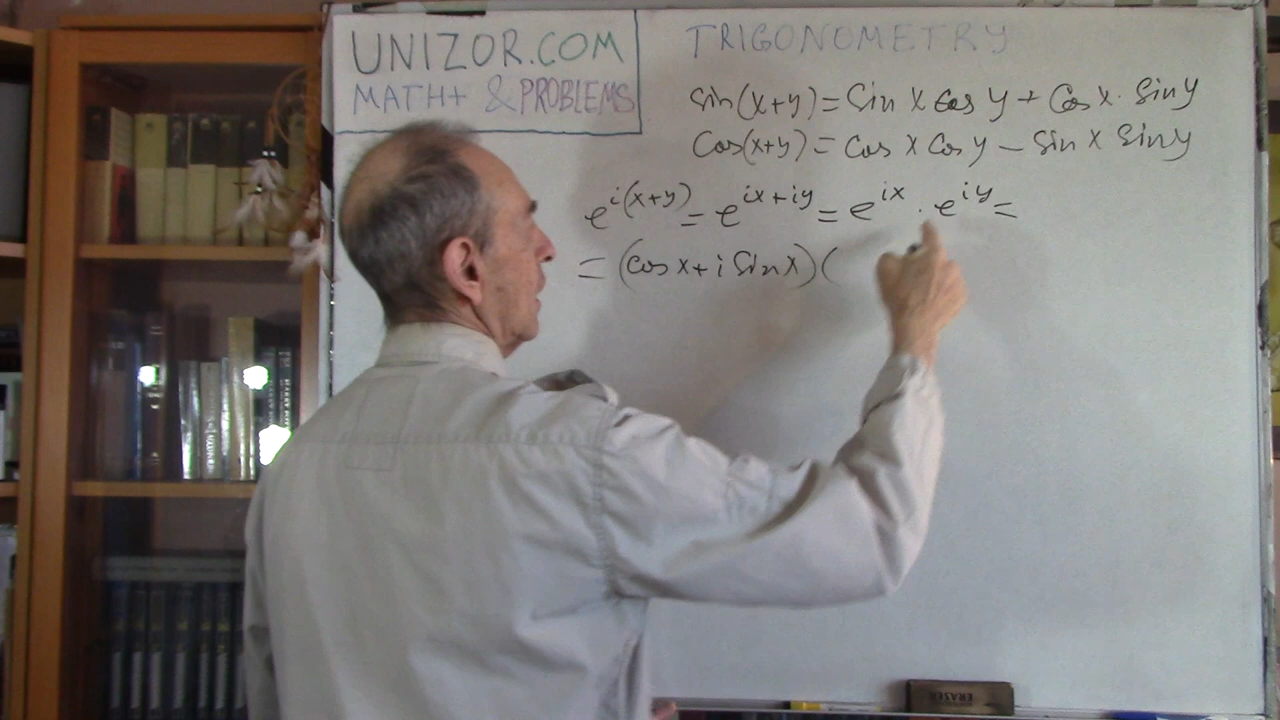 UNIZOR.COM
MATH+ & PROBLEMS
TRIGONOMETRY
sin(x+y)=Sin x cos y + Cos x · Sin y
Cos(x+y)=cos x Cos y - sin x Sin y
e^{i(x+y)} = e^{ix+iy} = e^{ix} · e^{iy} =
= (cos x + i Sin x)(
ERASER